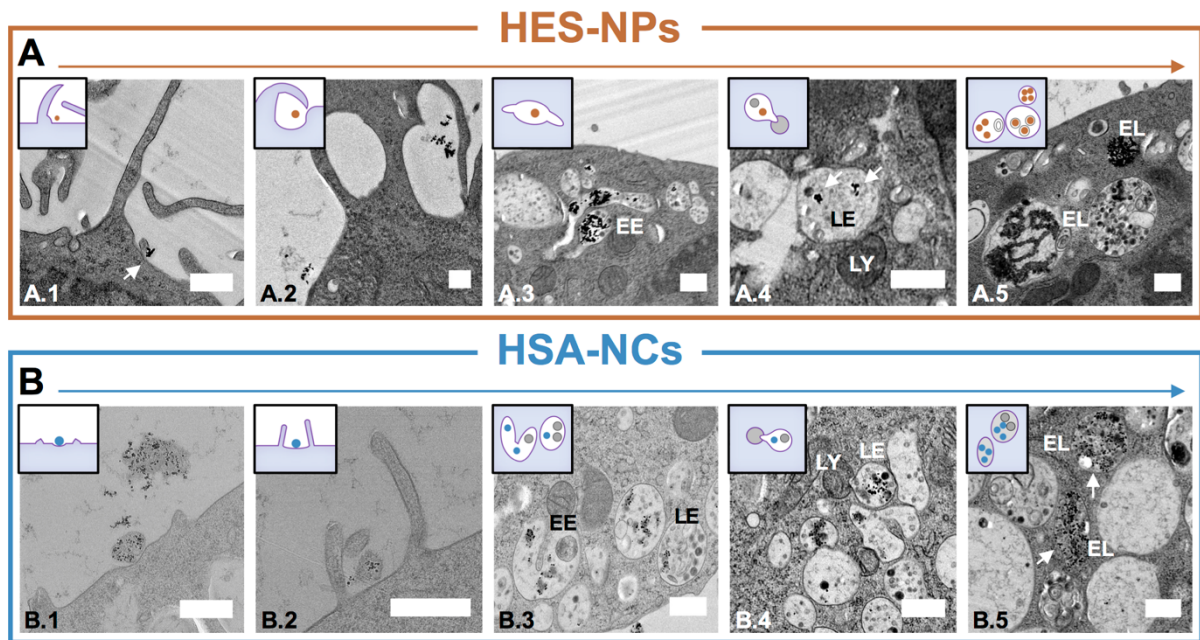 HES-NPs
A
EE
LE
LY
EL
EL
A.1
A.2
A.3
A.4
A.5
HSA-NCs
B
EE
LE
LY
LE
EL
EL
B.1
B.2
B.3
B.4
B.5